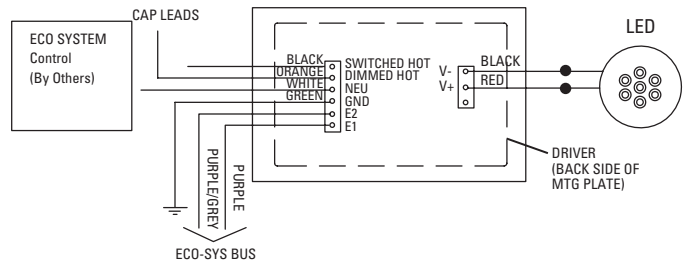 CAP LEADS
ECO SYSTEM
Control
(By Others)
BLACK
ORANGE
WHITE
GREEN
SWITCHED HOT
DIMMED HOT
NEU
GND
E2
E1
V-
V+
BLACK
RED
LED
DRIVER
(BACK SIDE OF
MTG PLATE)
PURPLE/GREY
PURPLE
ECO-SYS BUS